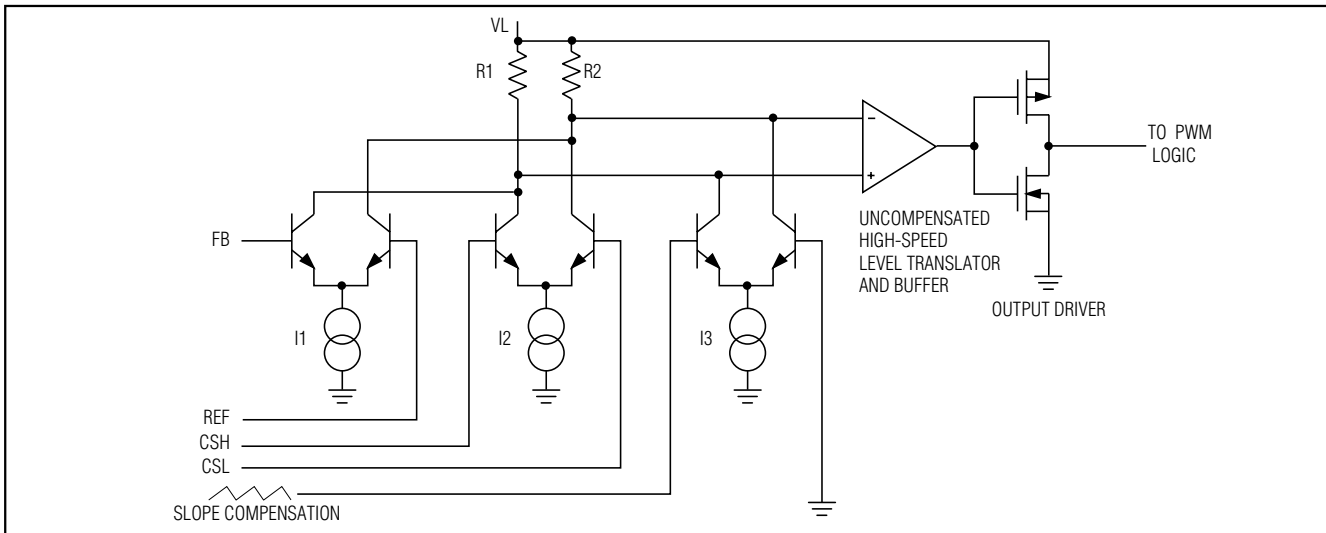 VL
R1
R2
−
+
TO PWM
LOGIC
FB
UNCOMPENSATED
HIGH-SPEED
LEVEL TRANSLATOR
AND BUFFER
OUTPUT DRIVER
I1
I2
I3
REF
CSH
CSL
SLOPE COMPENSATION